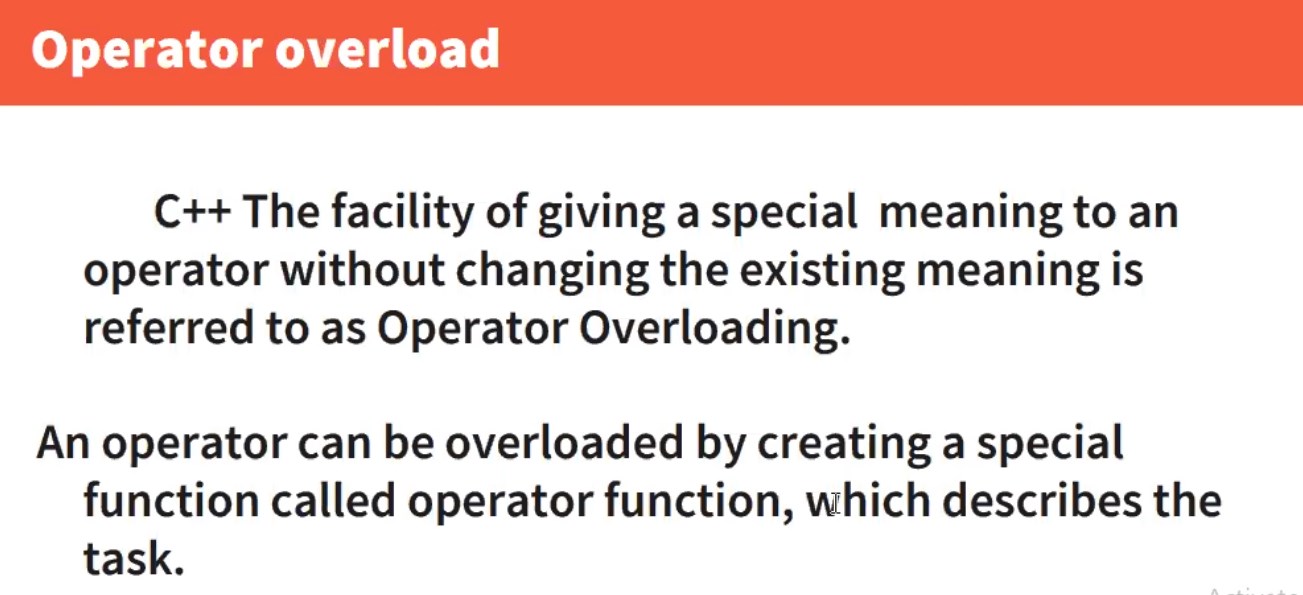 Operator overload
C++ The facility of giving a special meaning to an
operator without changing the existing meaning is
referred to as Operator Overloading.
An operator can be overloaded by creating a special
function called operator function, which describes the
task.